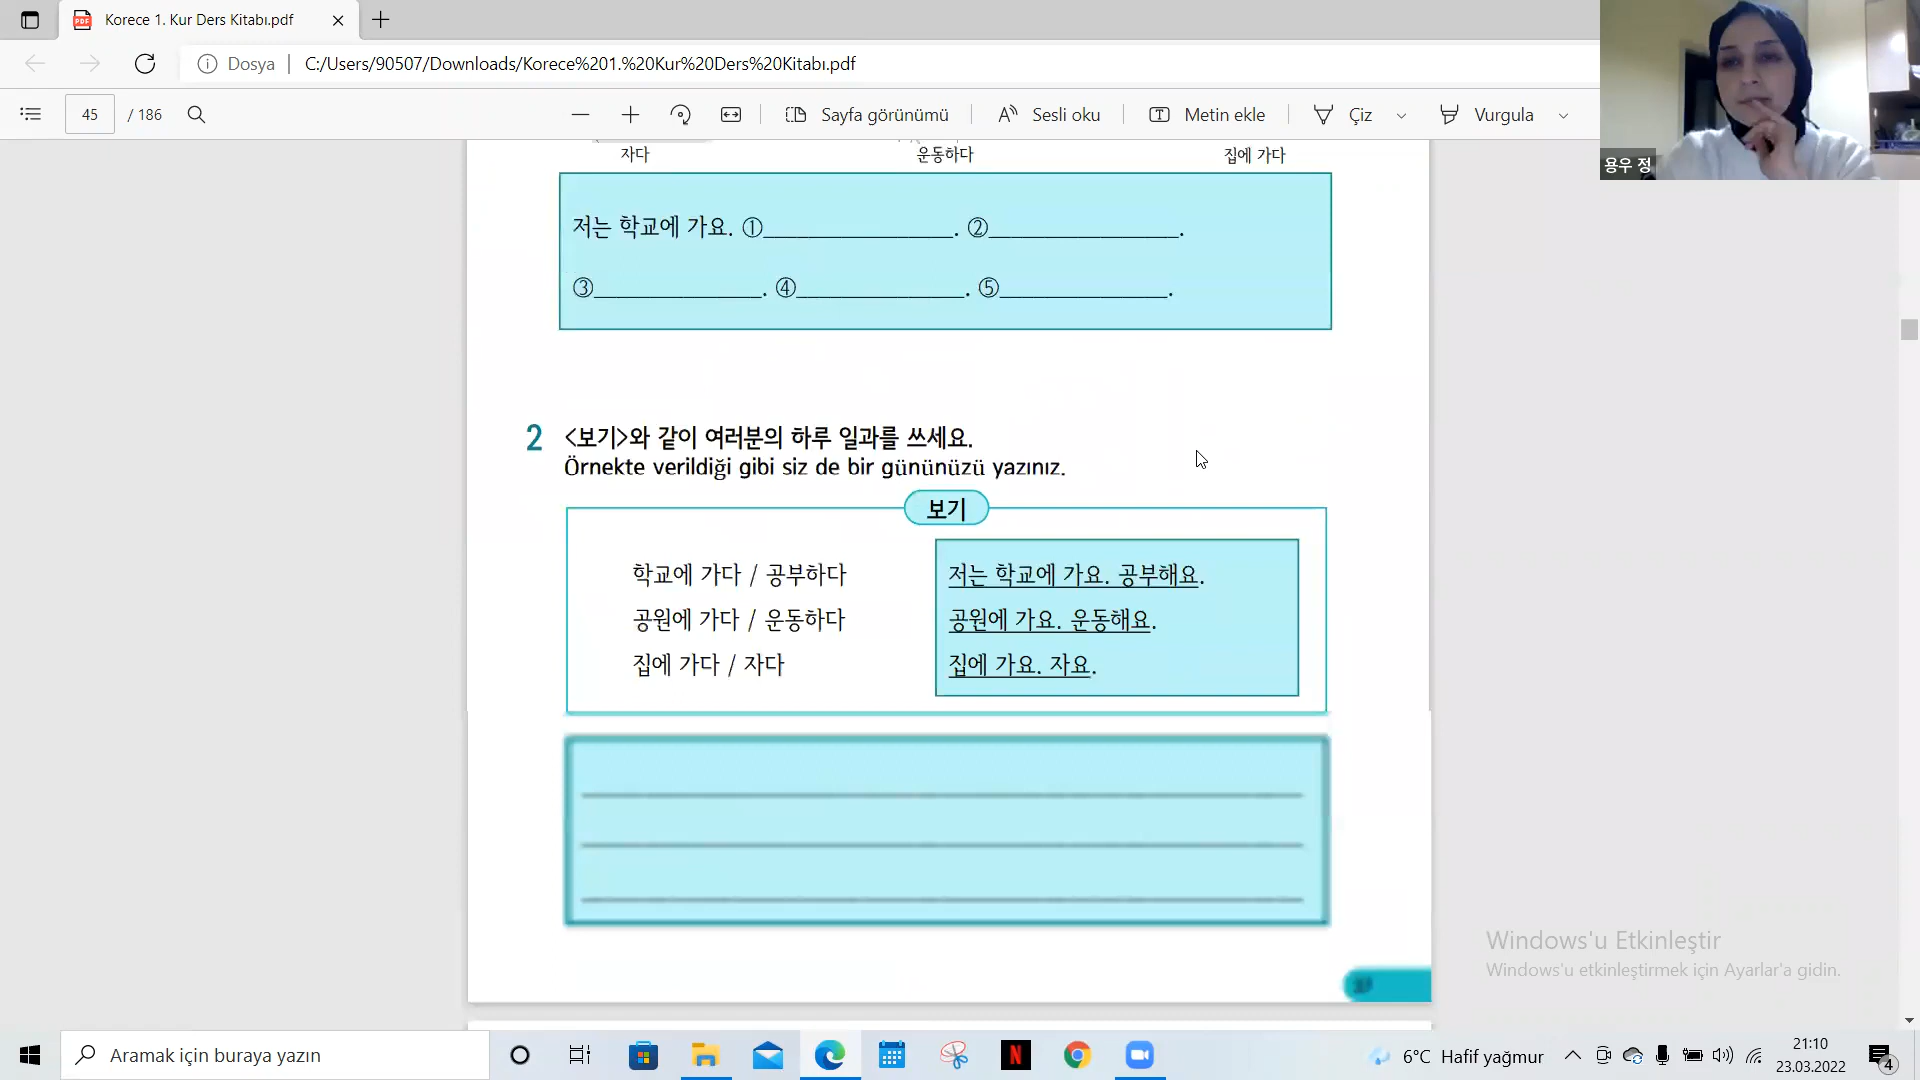 Korece 1. Kur Ders Kitabı.pdf
Dosya
C:/Users/90507/Downloads/Korece%201.%20Kur%20Ders%20Kitabı.pdf
45 / 186
Sayfa görünümü
Sesli oku
Metin ekle
Çiz
Vurgula
용우 정
자다 운동하다 집에 가다
저는 학교에 가요. ①________________. ②________________.
③______________. ④______________. ⑤______________.
2 <보기>와 같이 여러분의 하루 일과를 쓰세요.
Örnekte verildiği gibi siz de bir gününüzü yazınız.
보기
학교에 가다 / 공부하다
저는 학교에 가요. 공부해요.
공원에 가다 / 운동하다
공원에 가요. 운동해요.
집에 가다 / 자다
집에 가요. 자요.
Windows'u Etkinleştir
Windows'u etkinleştirmek için Ayarlar'a gidin.
Aramak için buraya yazın
6°C Hafif yağmur
21:10
23.03.2022
4